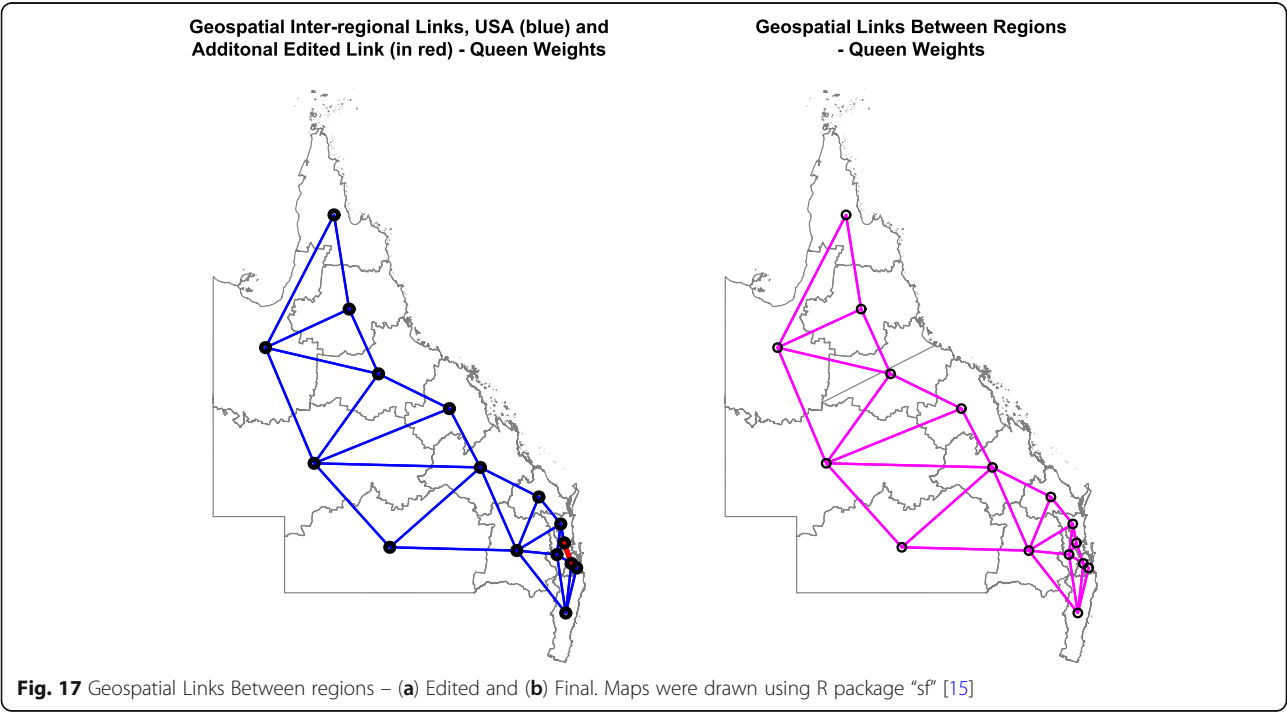 Geospatial Inter-regional Links, USA (blue) and
Additonal Edited Link (in red) - Queen Weights
Geospatial Links Between Regions
- Queen Weights
Fig. 17 Geospatial Links Between regions – (a) Edited and (b) Final. Maps were drawn using R package “sf” [15]